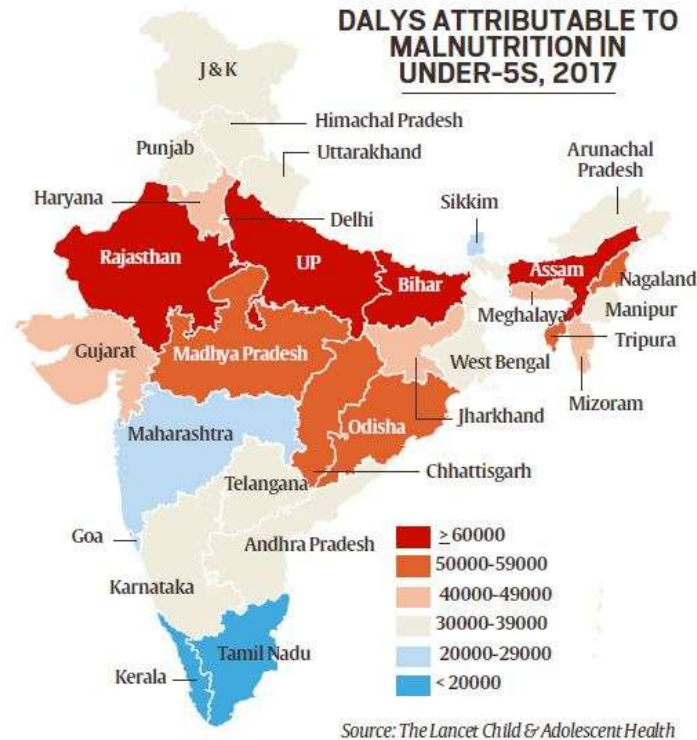 DALYS ATTRIBUTABLE TO
MALNUTRITION IN
UNDER-5S, 2017
J & K
Himachal Pradesh
Punjab
Uttarakhand
Arunachal
Pradesh
Haryana
Sikkim
Delhi
Rajasthan
UP
Bihar
Assam
Nagaland
Meghalaya
Manipur
Gujarat
Madhya Pradesh
Tripura
West Bengal
Mizoram
Jharkhand
Odisha
Maharashtra
Chhattisgarh
Telangana
Goa
Andhra Pradesh
Karnataka
Tamil Nadu
Kerala
≥60000
50000-59000
40000-49000
30000-39000
20000-29000
<20000
Source: The Lancet Child & Adolescent Health